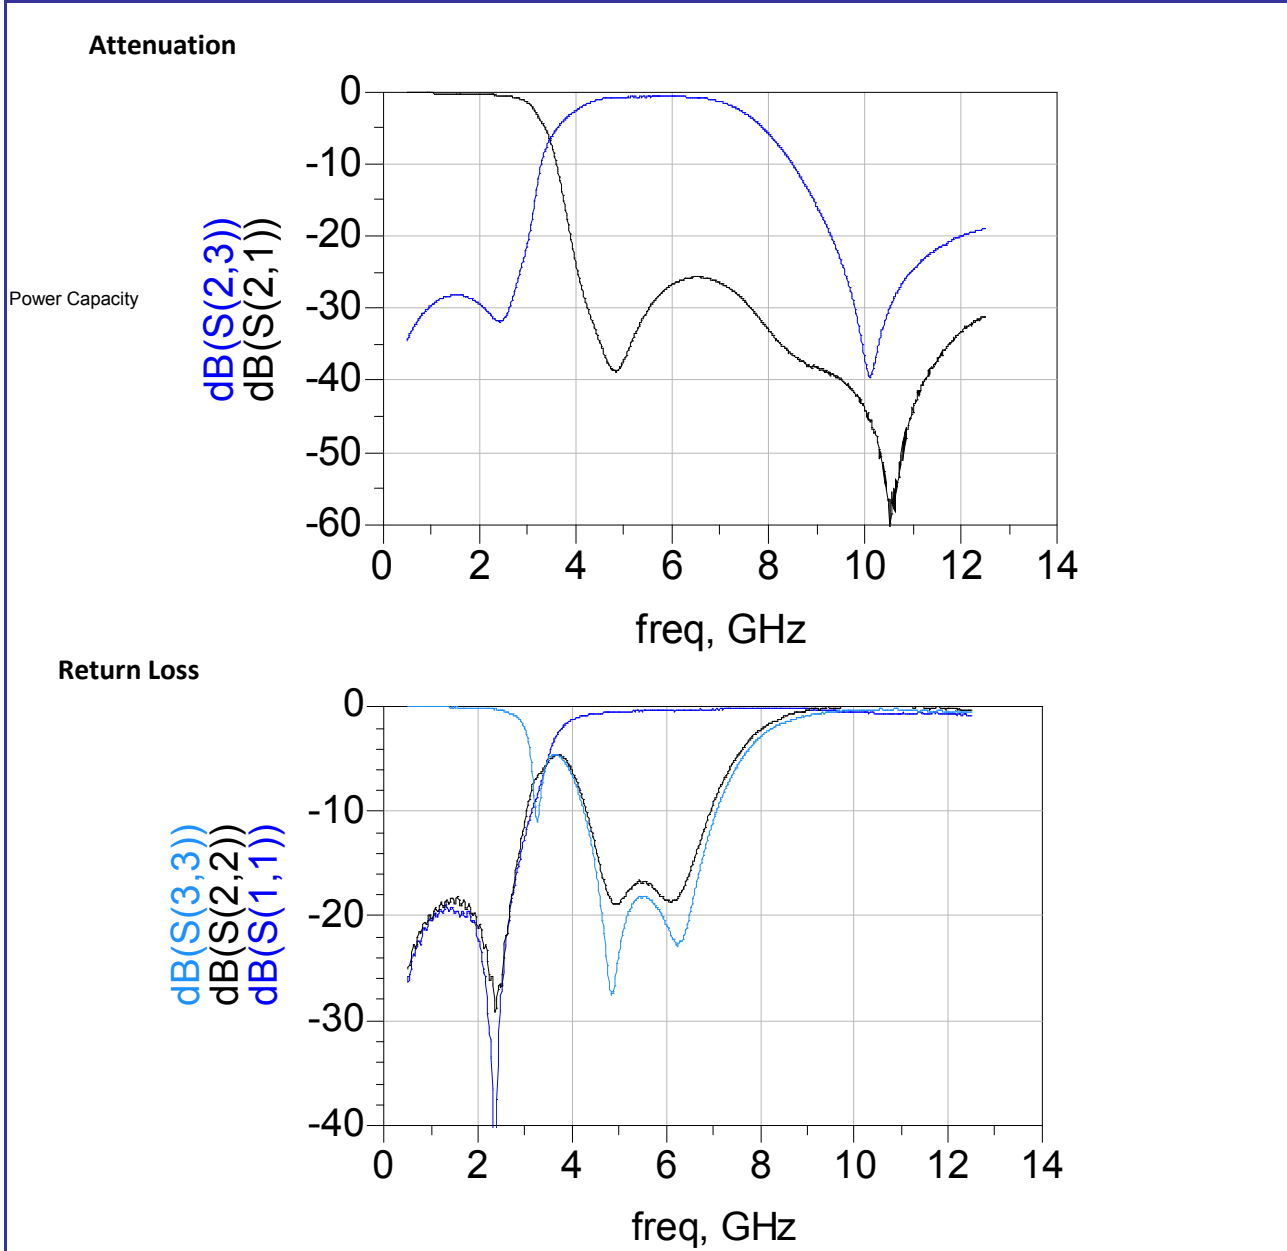 Attenuation
0
-10
-20
-30
-40
-50
-60
dB(S(2,3))
dB(S(2,1))
Power Capacity
0 2 4 6 8 10 12 14
freq, GHz
Return Loss
0
-10
-20
-30
-40
dB(S(3,3))
dB(S(2,2))
dB(S(1,1))
0 2 4 6 8 10 12 14
freq, GHz